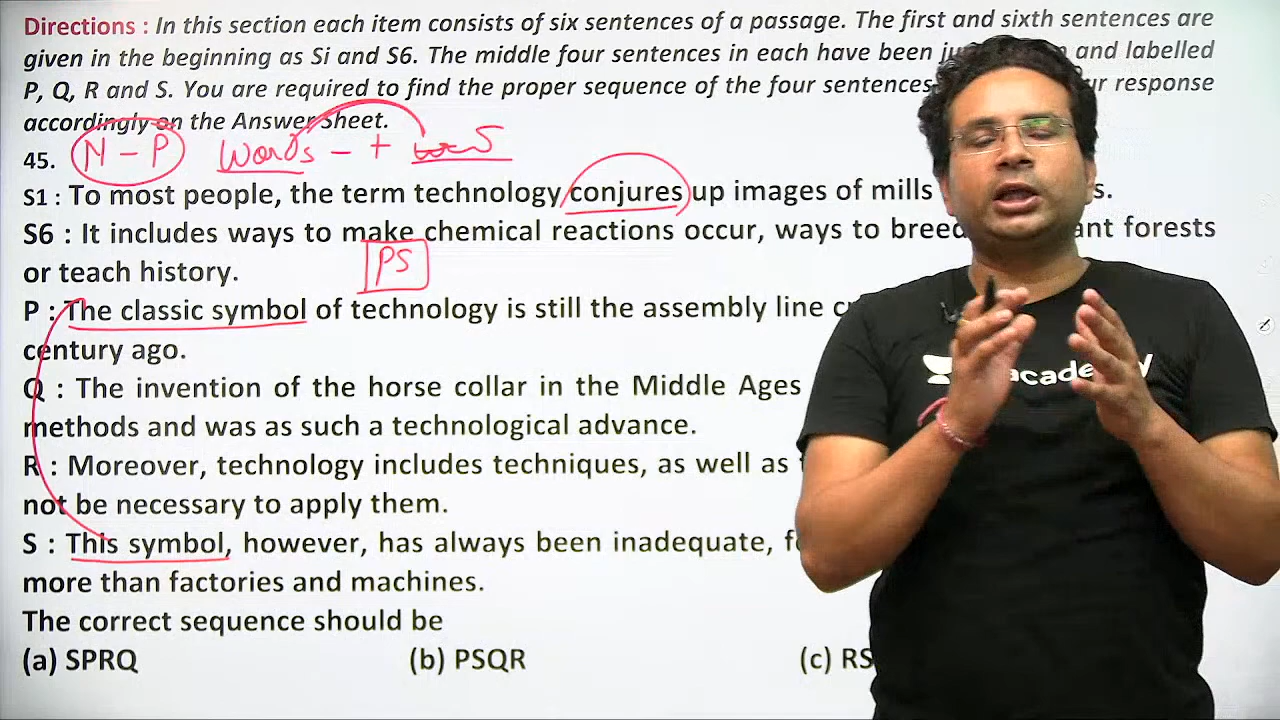 Directions : In this section each item consists of six sentences of a passage. The first and sixth sentences are
given in the beginning as Si and S6. The middle four sentences in each have been and labelled
P, Q, R and S. You are required to find the proper sequence of the four sentences response
accordingly on the Answer Sheet.
N - P words - +
45.
S1 : To most people, the term technology conjures up images of mills
S6 : It includes ways to make chemical reactions occur, ways to breed forests
or teach history.
PS
P : The classic symbol of technology is still the assembly line
century ago.
Q : The invention of the horse collar in the Middle Ages
methods and was as such a technological advance.
academy
R : Moreover, technology includes techniques, as well as
not be necessary to apply them.
S : This symbol, however, has always been inadequate,
more than factories and machines.
The correct sequence should be
(a) SPRQ (b) PSQR (c)